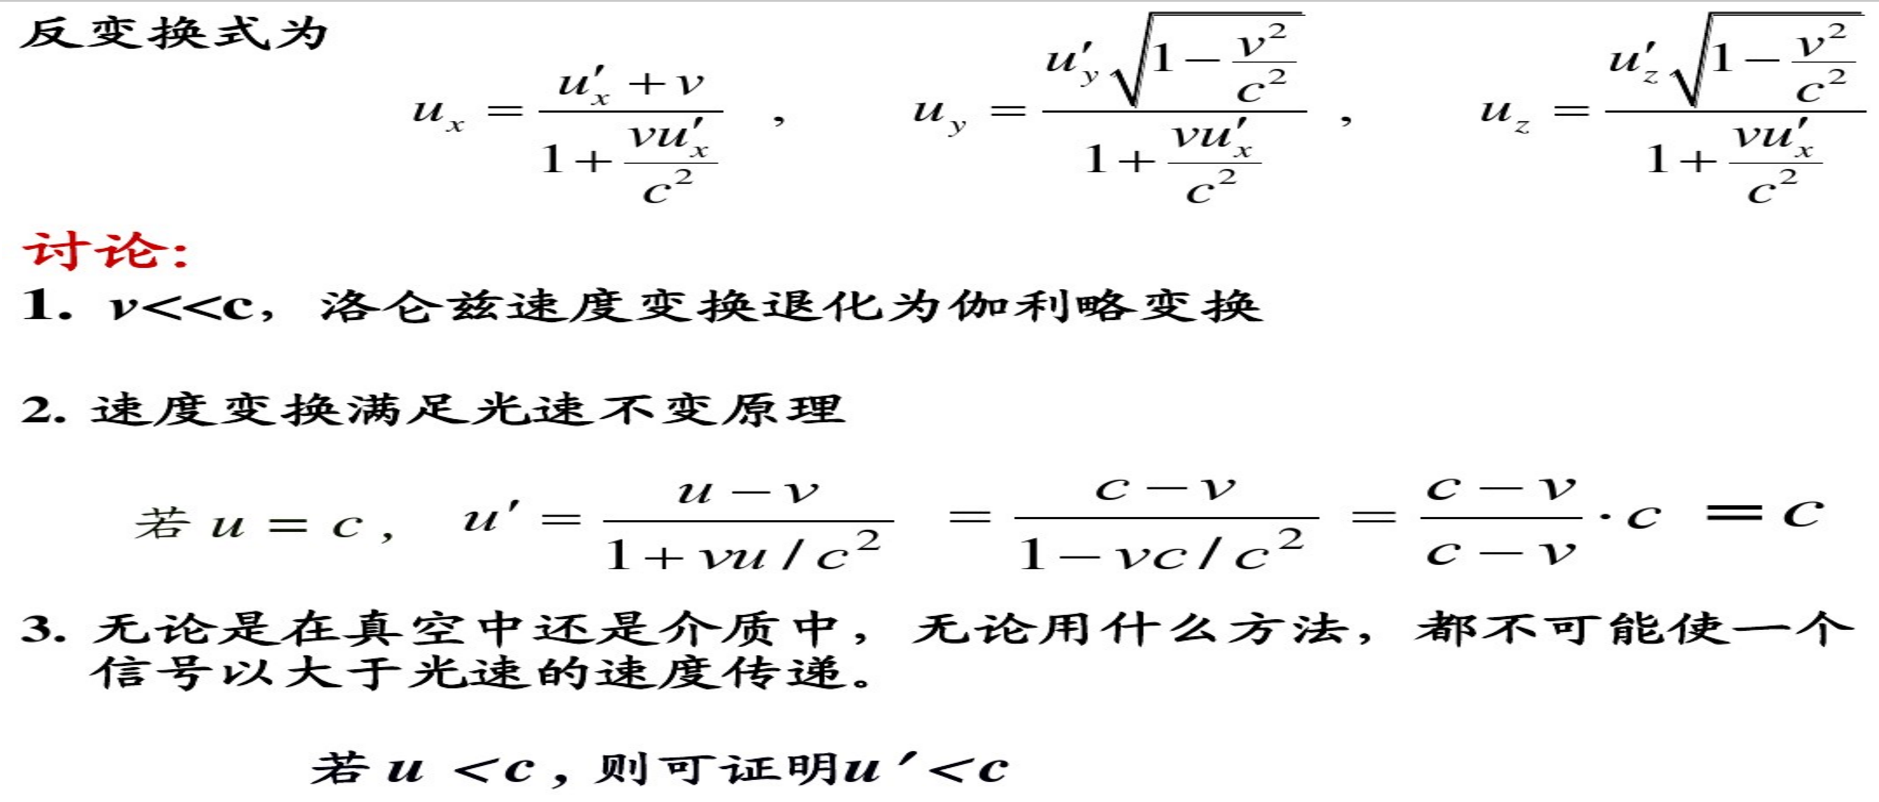 反变换式为
u_x = (u′_x + v) / (1 + vu′_x / c²) , u_y = u′_y √(1 − v²/c²) / (1 + vu′_x / c²) , u_z = u′_z √(1 − v²/c²) / (1 + vu′_x / c²)
讨论:
1. v<<c，洛仑兹速度变换退化为伽利略变换
2. 速度变换满足光速不变原理
若 u = c , u′ = (u − v) / (1 + vu / c²) = (c − v) / (1 − vc / c²) = (c − v) / (c − v) · c = c
3. 无论是在真空中还是介质中，无论用什么方法，都不可能使一个
信号以大于光速的速度传递。
若 u < c , 则可证明u′< c